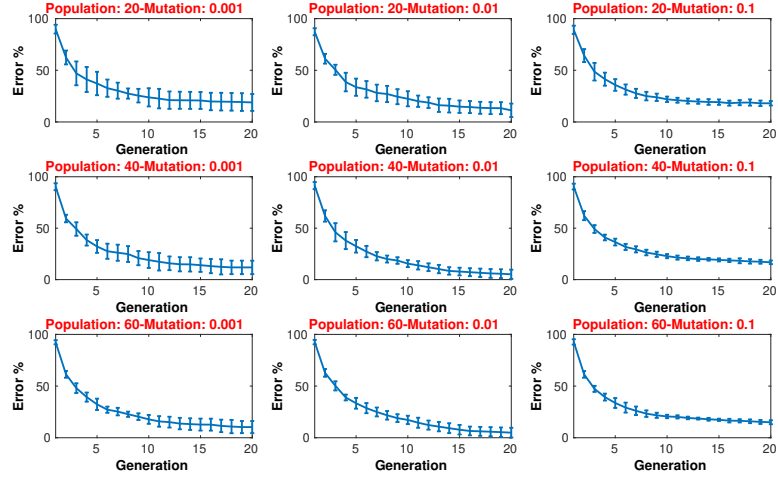 Population: 20-Mutation: 0.001
100
50
0
Error %
5
10
15
20
Generation
Population: 20-Mutation: 0.01
100
50
0
Error %
5
10
15
20
Generation
Population: 20-Mutation: 0.1
100
50
0
Error %
5
10
15
20
Generation
Population: 40-Mutation: 0.001
100
50
0
Error %
5
10
15
20
Generation
Population: 40-Mutation: 0.01
100
50
0
Error %
5
10
15
20
Generation
Population: 40-Mutation: 0.1
100
50
0
Error %
5
10
15
20
Generation
Population: 60-Mutation: 0.001
100
50
0
Error %
5
10
15
20
Generation
Population: 60-Mutation: 0.01
100
50
0
Error %
5
10
15
20
Generation
Population: 60-Mutation: 0.1
100
50
0
Error %
5
10
15
20
Generation